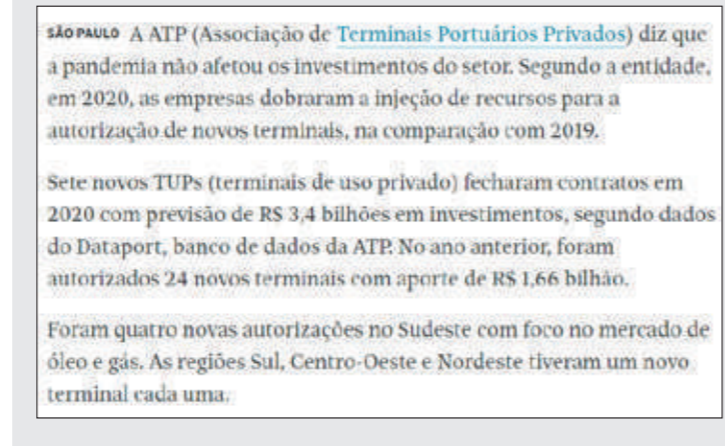 SÃO PAULO A ATP (Associação de Terminais Portuários Privados) diz que
a pandemia não afetou os investimentos do setor. Segundo a entidade,
em 2020, as empresas dobraram a injeção de recursos para a
autorização de novos terminais, na comparação com 2019.
Sete novos TUPs (terminais de uso privado) fecharam contratos em
2020 com previsão de R$ 3,4 bilhões em investimentos, segundo dados
do Dataport, banco de dados da ATP. No ano anterior, foram
autorizados 24 novos terminais com aporte de R$ 1,66 bilhão.
Foram quatro novas autorizações no Sudeste com foco no mercado de
óleo e gás. As regiões Sul, Centro-Oeste e Nordeste tiveram um novo
terminal cada uma.